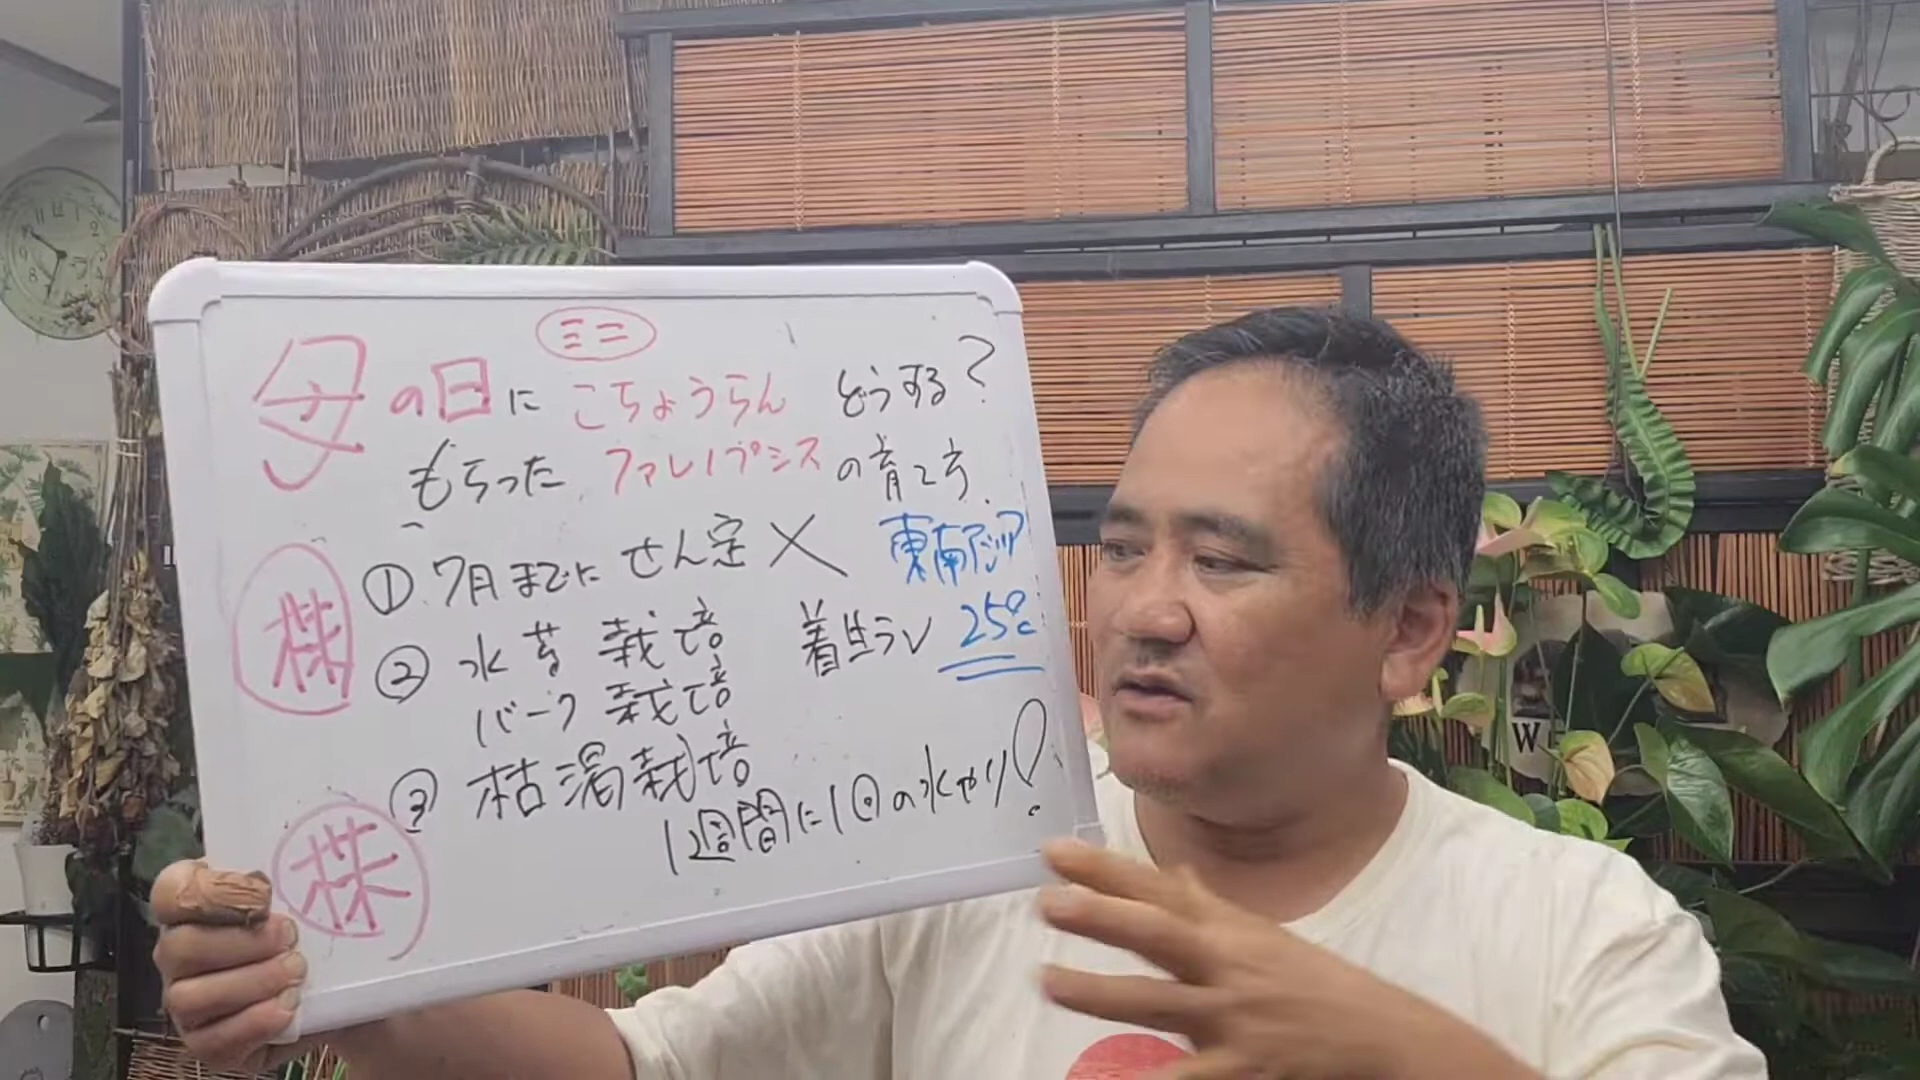 ミニ
母の日に こちょうらん どうする?
もらった ファレノプシス の育て方
株 ① 7月までに せん定 × 東南アジア
② 水苔 栽培 着生ラン 25℃
バーク 栽培
③ 枯渇栽培
株 1週間に1回の水やり!
W